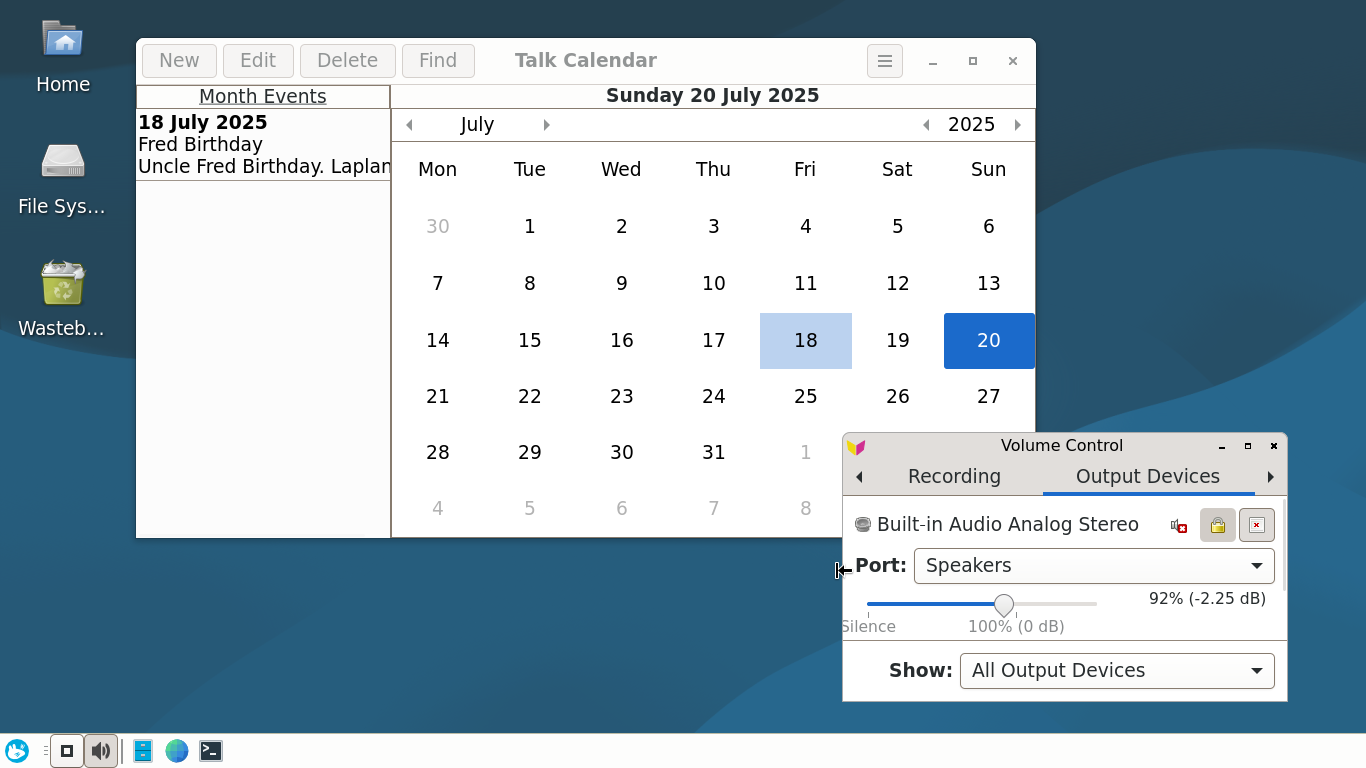 Home
File Sys...
Wasteb...
New Edit Delete Find Talk Calendar
Month Events
18 July 2025
Fred Birthday
Uncle Fred Birthday. Laplan
Sunday 20 July 2025
July 2025
Mon Tue Wed Thu Fri Sat Sun
30 1 2 3 4 5 6
7 8 9 10 11 12 13
14 15 16 17 18 19 20
21 22 23 24 25 26 27
28 29 30 31 1
4 5 6 7 8
Volume Control
Recording Output Devices
Built-in Audio Analog Stereo
Port: Speakers
92% (-2.25 dB)
Silence 100% (0 dB)
Show: All Output Devices